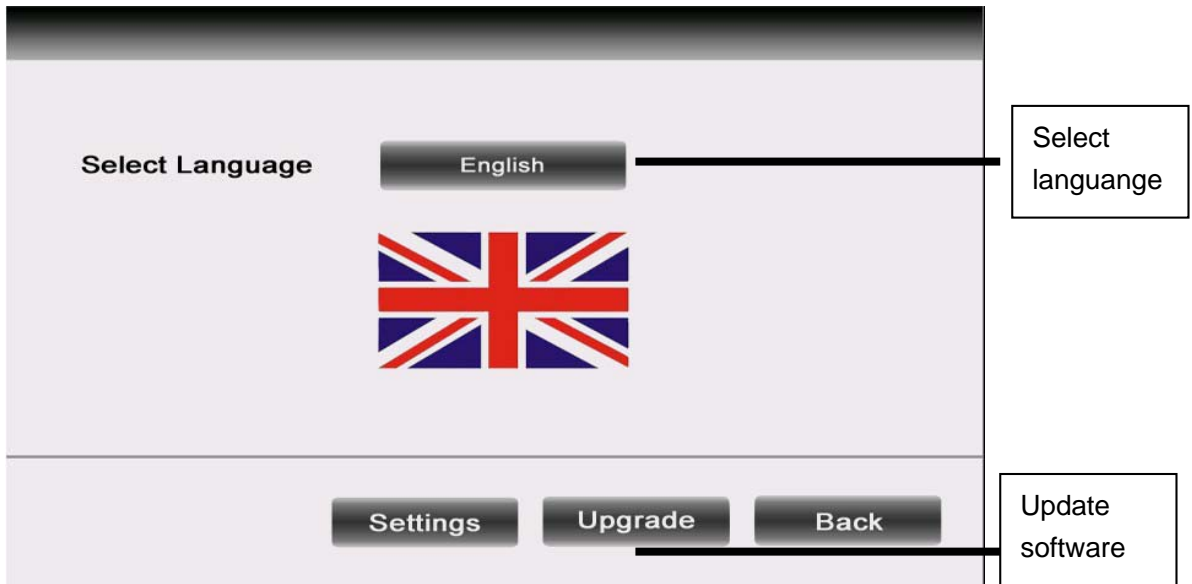 Select Language
English
Select
languange
Settings
Upgrade
Back
Update
software